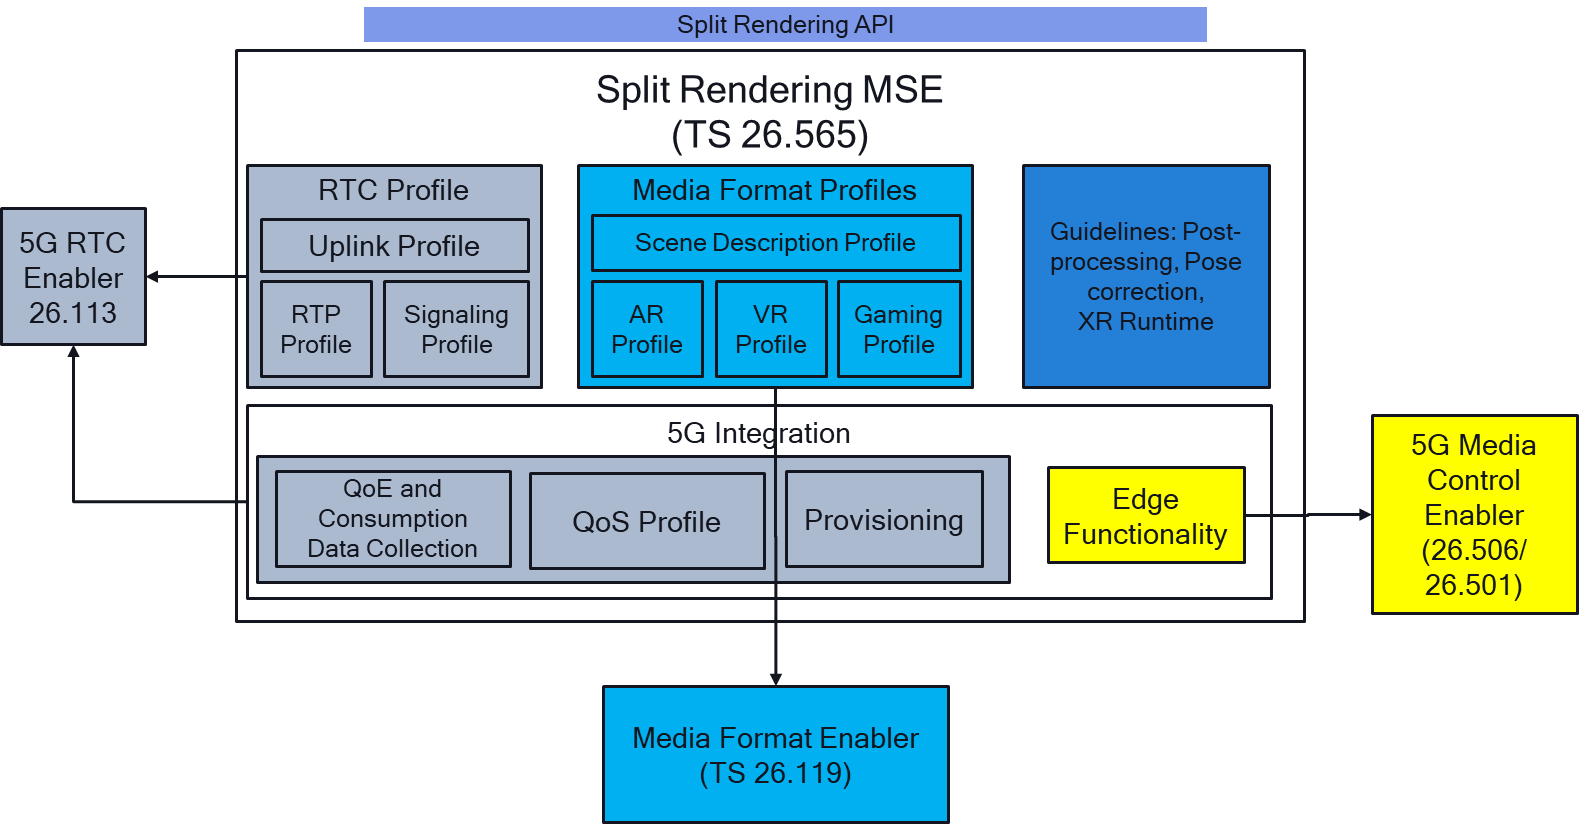 Split Rendering API
Split Rendering MSE
(TS 26.565)
RTC Profile
Uplink Profile
RTP
Profile
Signaling
Profile
Media Format Profiles
Scene Description Profile
AR
Profile
VR
Profile
Gaming
Profile
Guidelines: Post-
processing, Pose
correction,
XR Runtime
5G RTC
Enabler
26.113
5G Integration
QoE and
Consumption
Data Collection
QoS Profile
Provisioning
Edge
Functionality
5G Media
Control
Enabler
(26.506/
26.501)
Media Format Enabler
(TS 26.119)